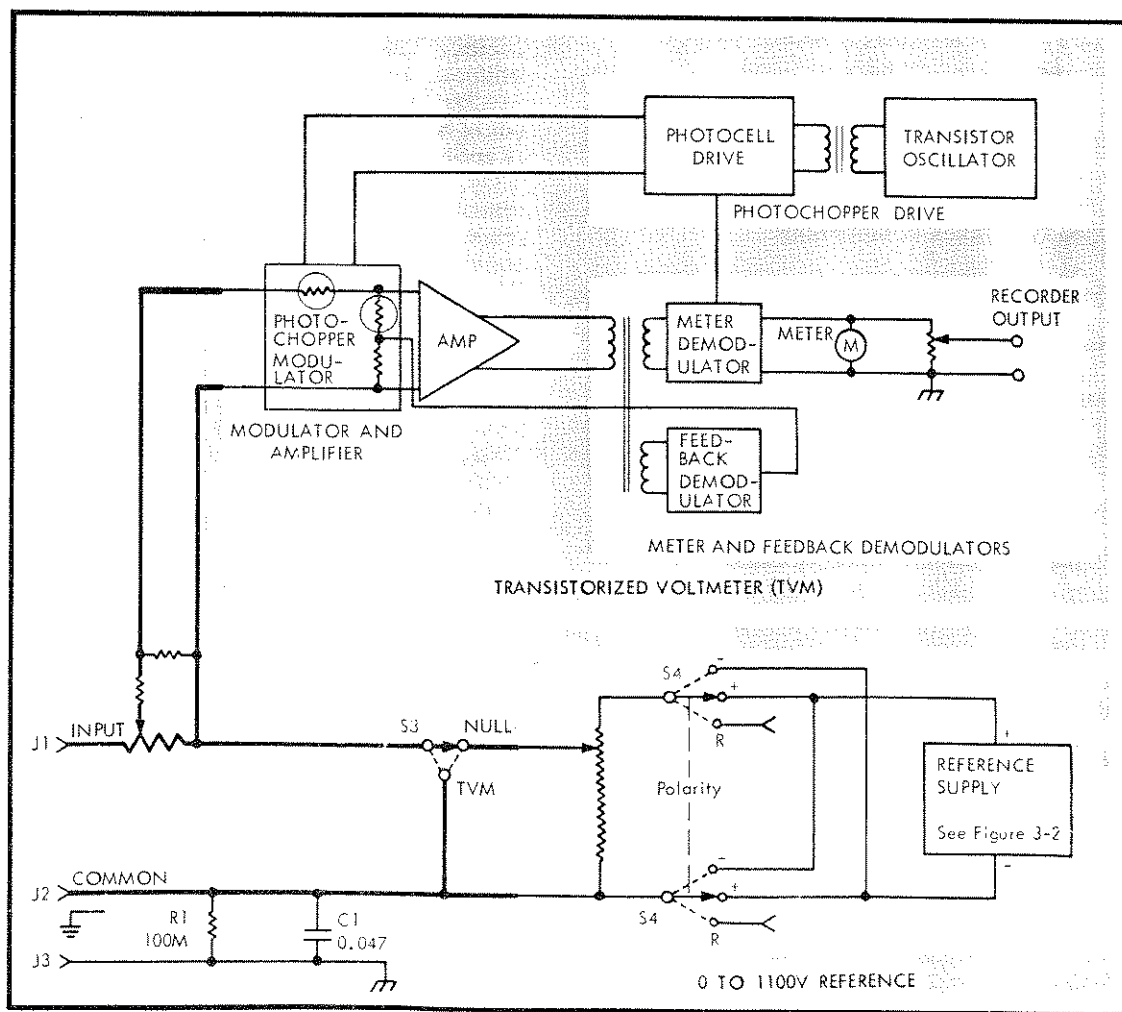 PHOTOCELL
DRIVE
TRANSISTOR
OSCILLATOR
PHOTOCHOPPER DRIVE
PHOTO-
CHOPPER
MODU-
LATOR
AMP
METER
DEMOD-
ULATOR
METER
M
RECORDER
OUTPUT
MODULATOR AND
AMPLIFIER
FEED-
BACK
DEMOD-
ULATOR
METER AND FEEDBACK DEMODULATORS
TRANSISTORIZED VOLTMETER (TVM)
J1
INPUT
S3
NULL
TVM
S4
-
+
R
Polarity
+
REFERENCE
SUPPLY
See Figure 3-2
-
J2
COMMON
S4
-
+
R
R1
100M
C1
0.047
J3
0 TO 1100V REFERENCE